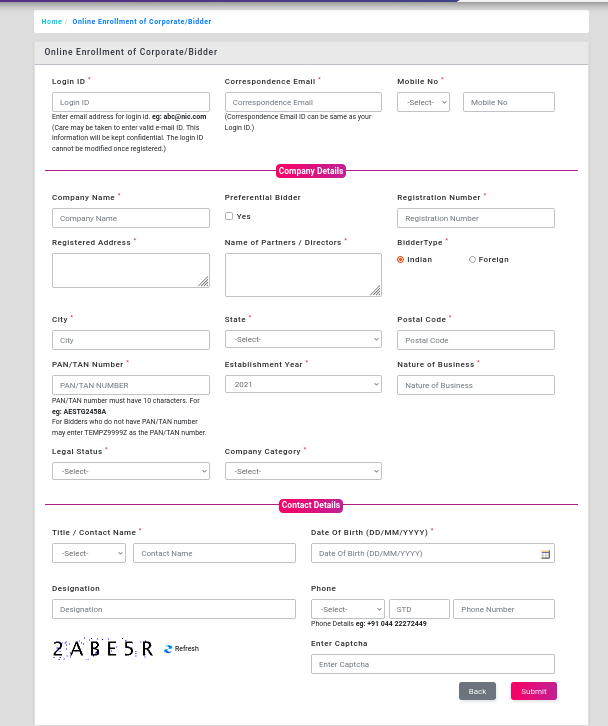 Home / Online Enrollment of Corporate/Bidder
Online Enrollment of Corporate/Bidder
Login ID * Correspondence Email * Mobile No *
Login ID Correspondence Email -Select- Mobile No
Enter email address for login id. eg: abc@nic.com (Correspondence Email ID can be same as your
(Care may be taken to enter valid e-mail ID. This Login ID.)
information will be kept confidential. The login ID
cannot be modified once registered.)
Company Details
Company Name * Preferential Bidder Registration Number *
Company Name Yes Registration Number
Registered Address * Name of Partners / Directors * BidderType *
Indian Foreign
City * State * Postal Code *
City -Select- Postal Code
PAN/TAN Number * Establishment Year * Nature of Business *
PAN/TAN NUMBER 2021 Nature of Business
PAN/TAN number must have 10 characters. For
eg: AESTG2458A
For Bidders who do not have PAN/TAN number
may enter TEMPZ9999Z as the PAN/TAN number.
Legal Status * Company Category *
-Select- -Select-
Contact Details
Title / Contact Name * Date Of Birth (DD/MM/YYYY) *
-Select- Contact Name Date Of Birth (DD/MM/YYYY)
Designation Phone
Designation -Select- STD Phone Number
Phone Details eg: +91 044 22272449
2ABE5R Refresh Enter Captcha
Enter Captcha
Back Submit